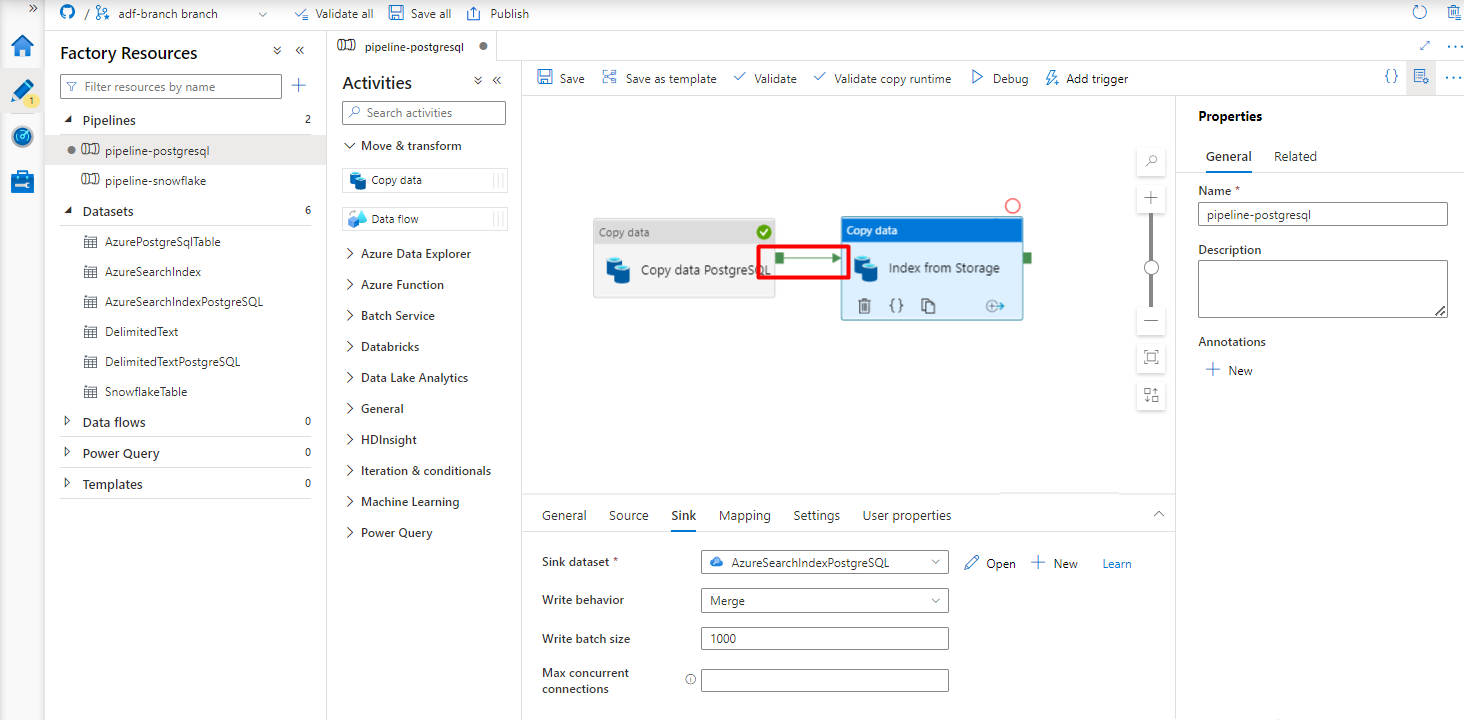 » / adf-branch branch Validate all Save all Publish
Factory Resources
Filter resources by name
1
Pipelines 2
pipeline-postgresql
pipeline-snowflake
Datasets 6
AzurePostgreSqlTable
AzureSearchIndex
AzureSearchIndexPostgreSQL
DelimitedText
DelimitedTextPostgreSQL
SnowflakeTable
Data flows 0
Power Query 0
Templates 0
pipeline-postgresql
Activities
Search activities
Move & transform
Copy data
Data flow
Azure Data Explorer
Azure Function
Batch Service
Databricks
Data Lake Analytics
General
HDInsight
Iteration & conditionals
Machine Learning
Power Query
Save Save as template Validate Validate copy runtime Debug Add trigger {}
Copy data
Copy data PostgreSQL
Copy data
Index from Storage
{}
General Source Sink Mapping Settings User properties
Sink dataset * AzureSearchIndexPostgreSQL Open New Learn
Write behavior Merge
Write batch size 1000
Max concurrent
connections
Properties
General Related
Name *
pipeline-postgresql
Description
Annotations
New